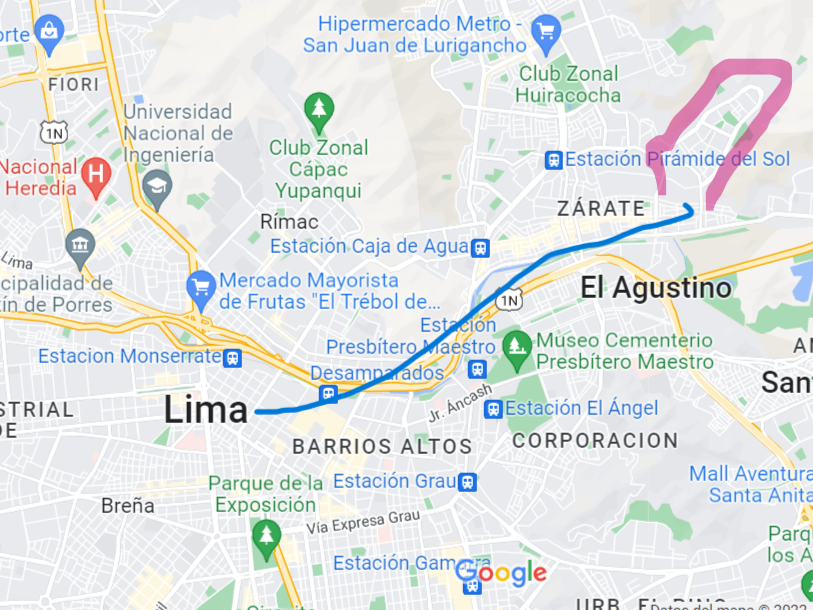 Hipermercado Metro -
San Juan de Lurigancho
orte
FIORI
Club Zonal
Huiracocha
1N
Universidad
Nacional de
Ingeniería
Club Zonal
Cápac
Yupanqui
Estación Pirámide del Sol
Nacional
Heredia
ZÁRATE
Rímac
Estación Caja de Agua
Lima
cipalidad de
tín de Porres
Mercado Mayorista
de Frutas "El Trébol de...
El Agustino
1N
Estación
Presbítero Maestro
Museo Cementerio
Presbítero Maestro
Estacion Monserrate
Desamparados
Jr. Áncash
Sant
STRIAL
DE
Lima
Estación El Ángel
BARRIOS ALTOS
CORPORACION
Parque de la
Exposición
Estación Grau
Mall Aventura
Santa Anita
Breña
Vía Expresa Grau
Parq
los A
Estación Gamarra
Google
Datos del mapa © 2022